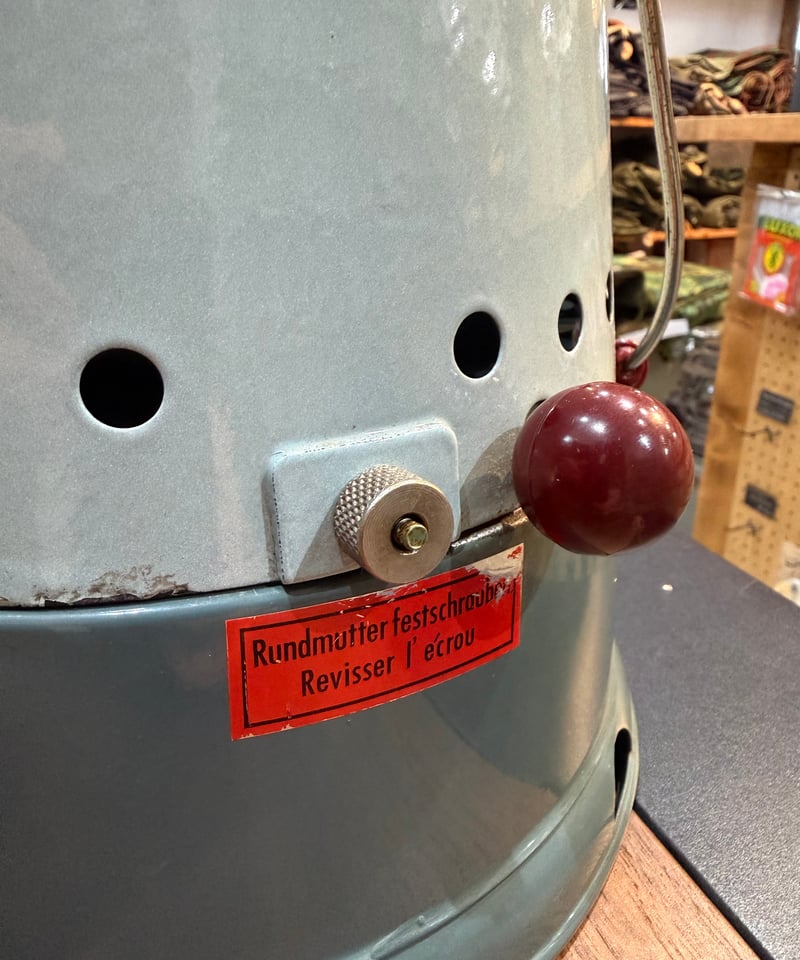 Rundmutter festschrauben
Revisser l' écrou